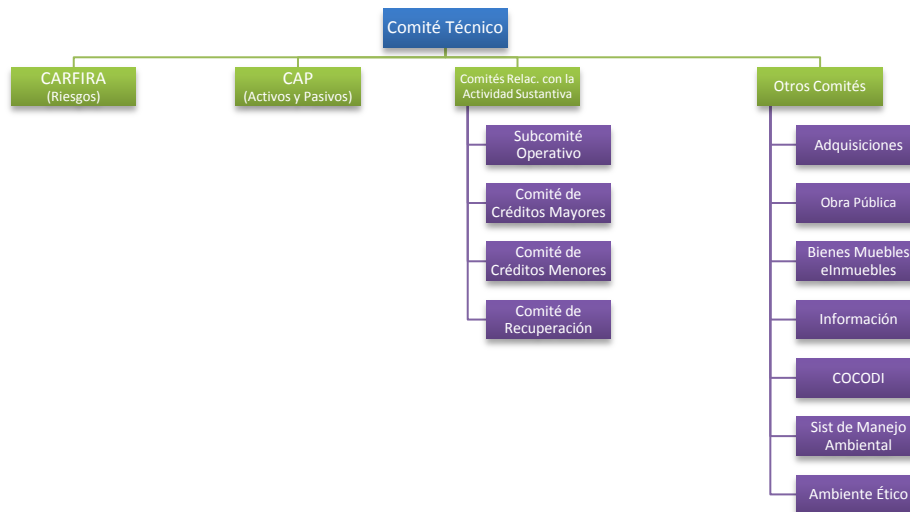 Comité Técnico
CARFIRA
(Riesgos)
CAP
(Activos y Pasivos)
Comités Relac. con la
Actividad Sustantiva
Otros Comités
Subcomité
Operativo
Comité de
Créditos Mayores
Comité de
Créditos Menores
Comité de
Recuperación
Adquisiciones
Obra Pública
Bienes Muebles
eInmuebles
Información
COCODI
Sist de Manejo
Ambiental
Ambiente Ético